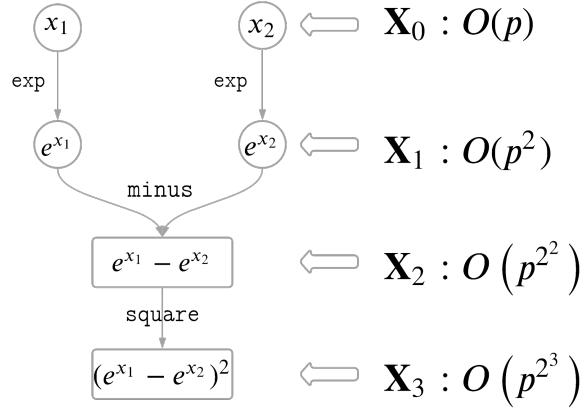 x₁ x₂ 𝐗₀ : O(p)
exp exp
e^{x₁} e^{x₂} 𝐗₁ : O(p²)
minus
e^{x₁} − e^{x₂} 𝐗₂ : O(p^{2²})
square
(e^{x₁} − e^{x₂})² 𝐗₃ : O(p^{2³})